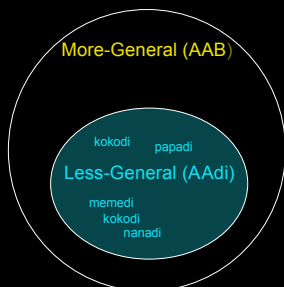 More-General (AAB)
kokodi
papadi
Less-General (AAdi)
memedi
kokodi
nanadi